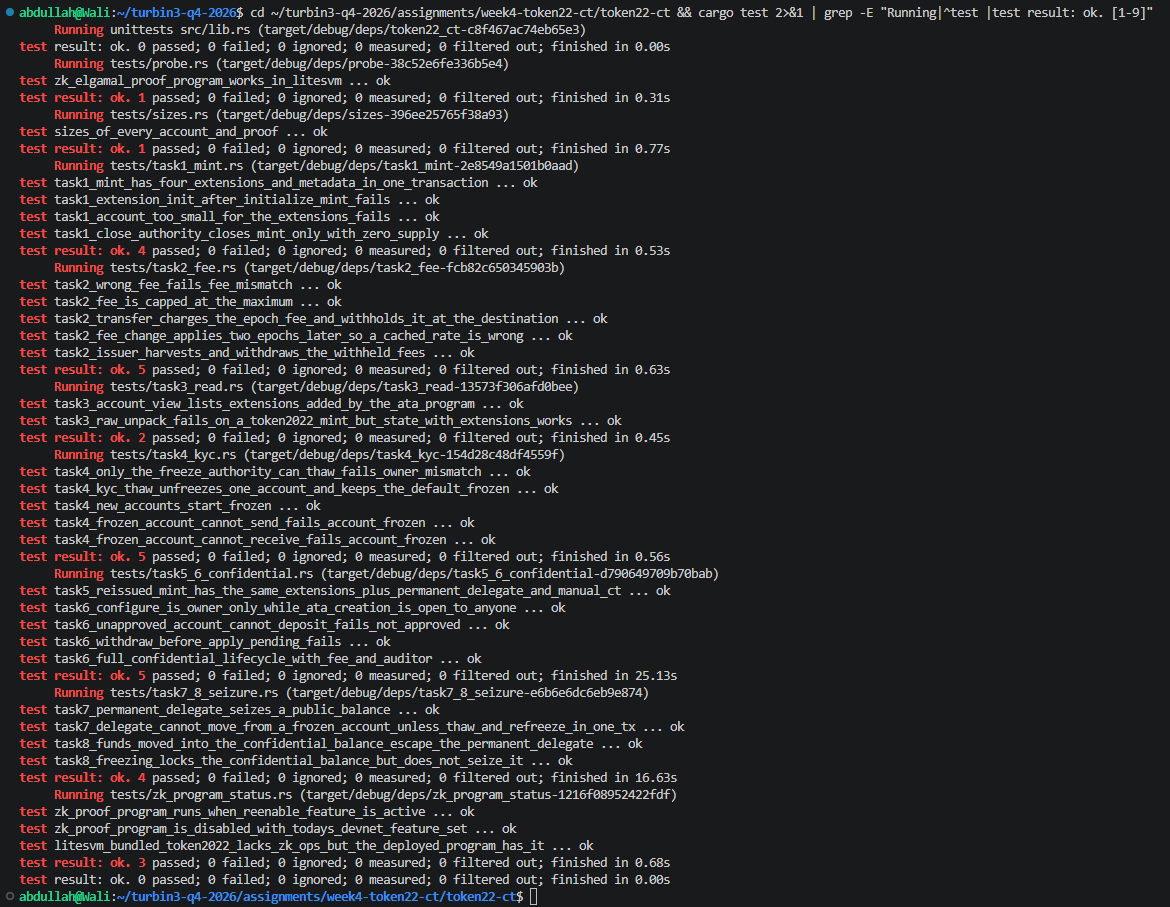 abdullah@Wali:~/turbin3-q4-2026$ cd ~/turbin3-q4-2026/assignments/week4-token22-ct/token22-ct && cargo test 2>&1 | grep -E "Running|^test |test result: ok. [1-9]"
Running unittests src/lib.rs (target/debug/deps/token22_ct-c8f467ac74eb65e3)
test result: ok. 0 passed; 0 failed; 0 ignored; 0 measured; 0 filtered out; finished in 0.00s
Running tests/probe.rs (target/debug/deps/probe-38c52e6fe336b5e4)
test zk_elgamal_proof_program_works_in_litesvm ... ok
test result: ok. 1 passed; 0 failed; 0 ignored; 0 measured; 0 filtered out; finished in 0.31s
Running tests/sizes.rs (target/debug/deps/sizes-396ee25765f38a93)
test sizes_of_every_account_and_proof ... ok
test result: ok. 1 passed; 0 failed; 0 ignored; 0 measured; 0 filtered out; finished in 0.77s
Running tests/task1_mint.rs (target/debug/deps/task1_mint-2e8549a1501b0aad)
test task1_mint_has_four_extensions_and_metadata_in_one_transaction ... ok
test task1_extension_init_after_initialize_mint_fails ... ok
test task1_account_too_small_for_the_extensions_fails ... ok
test task1_close_authority_closes_mint_only_with_zero_supply ... ok
test result: ok. 4 passed; 0 failed; 0 ignored; 0 measured; 0 filtered out; finished in 0.53s
Running tests/task2_fee.rs (target/debug/deps/task2_fee-fcb82c650345903b)
test task2_wrong_fee_fails_fee_mismatch ... ok
test task2_fee_is_capped_at_the_maximum ... ok
test task2_transfer_charges_the_epoch_fee_and_withholds_it_at_the_destination ... ok
test task2_fee_change_applies_two_epochs_later_so_a_cached_rate_is_wrong ... ok
test task2_issuer_harvests_and_withdraws_the_withheld_fees ... ok
test result: ok. 5 passed; 0 failed; 0 ignored; 0 measured; 0 filtered out; finished in 0.63s
Running tests/task3_read.rs (target/debug/deps/task3_read-13573f306afd0bee)
test task3_account_view_lists_extensions_added_by_the_ata_program ... ok
test task3_raw_unpack_fails_on_a_token2022_mint_but_state_with_extensions_works ... ok
test result: ok. 2 passed; 0 failed; 0 ignored; 0 measured; 0 filtered out; finished in 0.45s
Running tests/task4_kyc.rs (target/debug/deps/task4_kyc-154d28c48df4559f)
test task4_only_the_freeze_authority_can_thaw_fails_owner_mismatch ... ok
test task4_kyc_thaw_unfreezes_one_account_and_keeps_the_default_frozen ... ok
test task4_new_accounts_start_frozen ... ok
test task4_frozen_account_cannot_send_fails_account_frozen ... ok
test task4_frozen_account_cannot_receive_fails_account_frozen ... ok
test result: ok. 5 passed; 0 failed; 0 ignored; 0 measured; 0 filtered out; finished in 0.56s
Running tests/task5_6_confidential.rs (target/debug/deps/task5_6_confidential-d790649709b70bab)
test task5_reissued_mint_has_the_same_extensions_plus_permanent_delegate_and_manual_ct ... ok
test task6_configure_is_owner_only_while_ata_creation_is_open_to_anyone ... ok
test task6_unapproved_account_cannot_deposit_fails_not_approved ... ok
test task6_withdraw_before_apply_pending_fails ... ok
test task6_full_confidential_lifecycle_with_fee_and_auditor ... ok
test result: ok. 5 passed; 0 failed; 0 ignored; 0 measured; 0 filtered out; finished in 25.13s
Running tests/task7_8_seizure.rs (target/debug/deps/task7_8_seizure-e6b6e6dc6eb9e874)
test task7_permanent_delegate_seizes_a_public_balance ... ok
test task7_delegate_cannot_move_from_a_frozen_account_unless_thaw_and_refreeze_in_one_tx ... ok
test task8_funds_moved_into_the_confidential_balance_escape_the_permanent_delegate ... ok
test task8_freezing_locks_the_confidential_balance_but_does_not_seize_it ... ok
test result: ok. 4 passed; 0 failed; 0 ignored; 0 measured; 0 filtered out; finished in 16.63s
Running tests/zk_program_status.rs (target/debug/deps/zk_program_status-1216f08952422fdf)
test zk_proof_program_runs_when_reenable_feature_is_active ... ok
test zk_proof_program_is_disabled_with_todays_devnet_feature_set ... ok
test litesvm_bundled_token2022_lacks_zk_ops_but_the_deployed_program_has_it ... ok
test result: ok. 3 passed; 0 failed; 0 ignored; 0 measured; 0 filtered out; finished in 0.68s
test result: ok. 0 passed; 0 failed; 0 ignored; 0 measured; 0 filtered out; finished in 0.00s
abdullah@Wali:~/turbin3-q4-2026/assignments/week4-token22-ct/token22-ct$